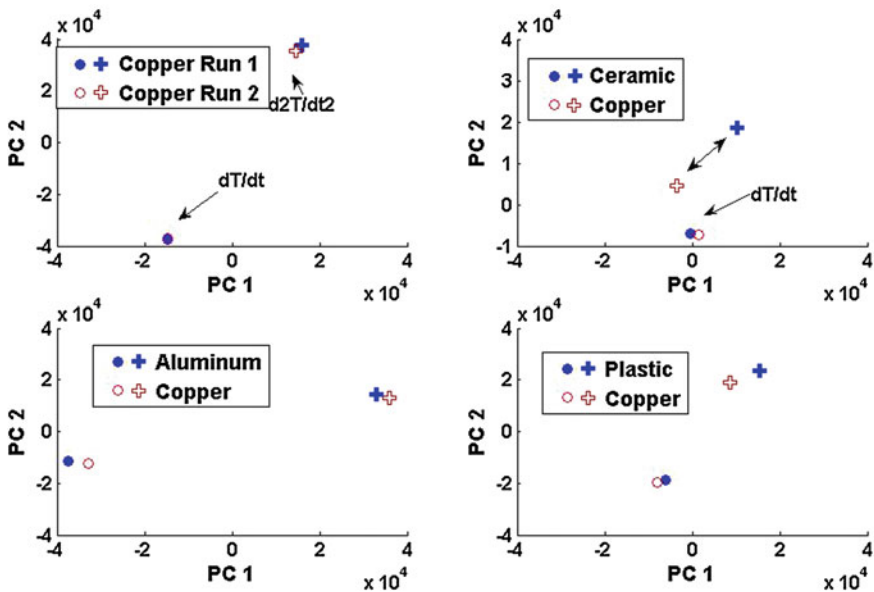 x 10^4
4
2
0
-2
-4
PC 2
Copper Run 1
Copper Run 2
d2T/dt2
dT/dt
-4 -2 0 2 4
PC 1
x 10^4
x 10^4
4
3
2
1
0
-1
PC 2
Ceramic
Copper
dT/dt
-4 -2 0 2 4
PC 1
x 10^4
x 10^4
4
2
0
-2
-4
PC 2
Aluminum
Copper
-4 -2 0 2 4
PC 1
x 10^4
x 10^4
4
2
0
-2
-4
PC 2
Plastic
Copper
-4 -2 0 2 4
PC 1
x 10^4